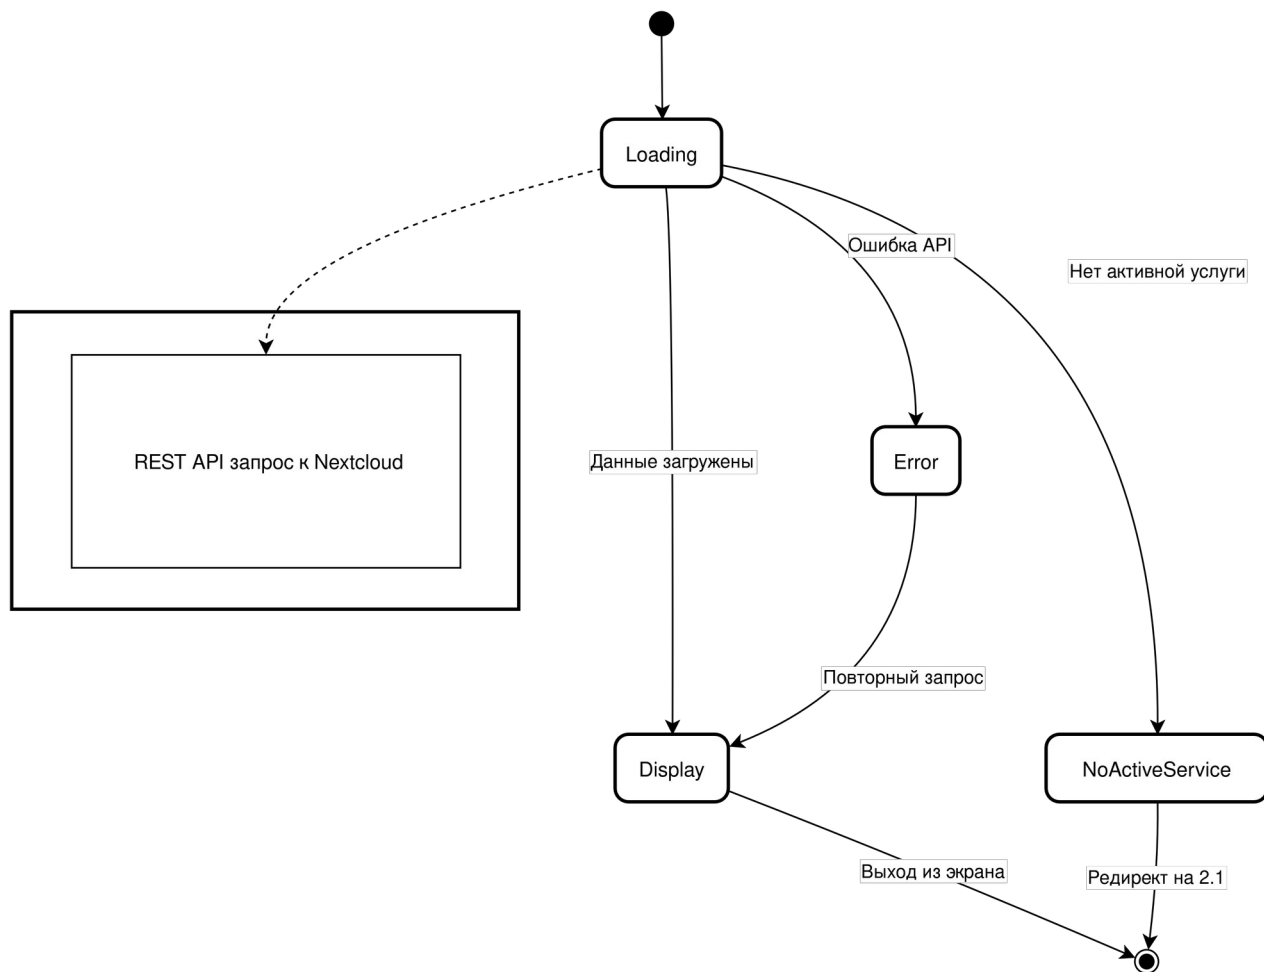 Loading
Ошибка API
Нет активной услуги
REST API запрос к Nextcloud
Данные загружены
Error
Повторный запрос
Display
NoActiveService
Выход из экрана
Редирект на 2.1